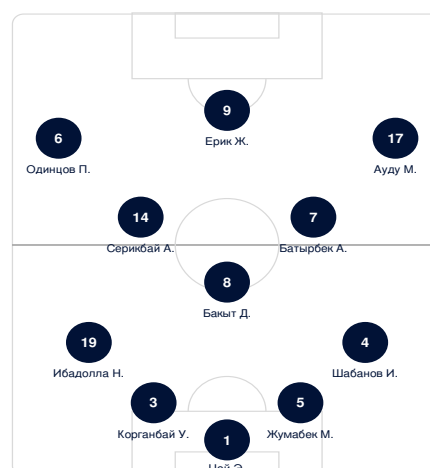 9
Ерик Ж.
6
17
Одинцов П.
Ауду М.
14
7
Серикбай А.
Батырбек А.
8
Бакыт Д.
19
4
Ибадолла Н.
Шабанов И.
3
5
Корганбай У.
Жумабек М.
1